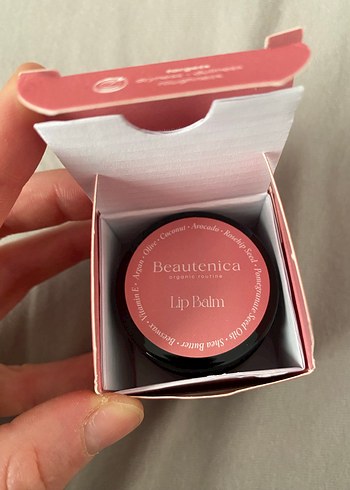 Beautenica
organic routine
Lip Balm
Argan • Olive • Coconut • Avocado • Rosehip Seed • Pomegranate Seed Oils • Shea Butter • Beeswax • Vitamin E •